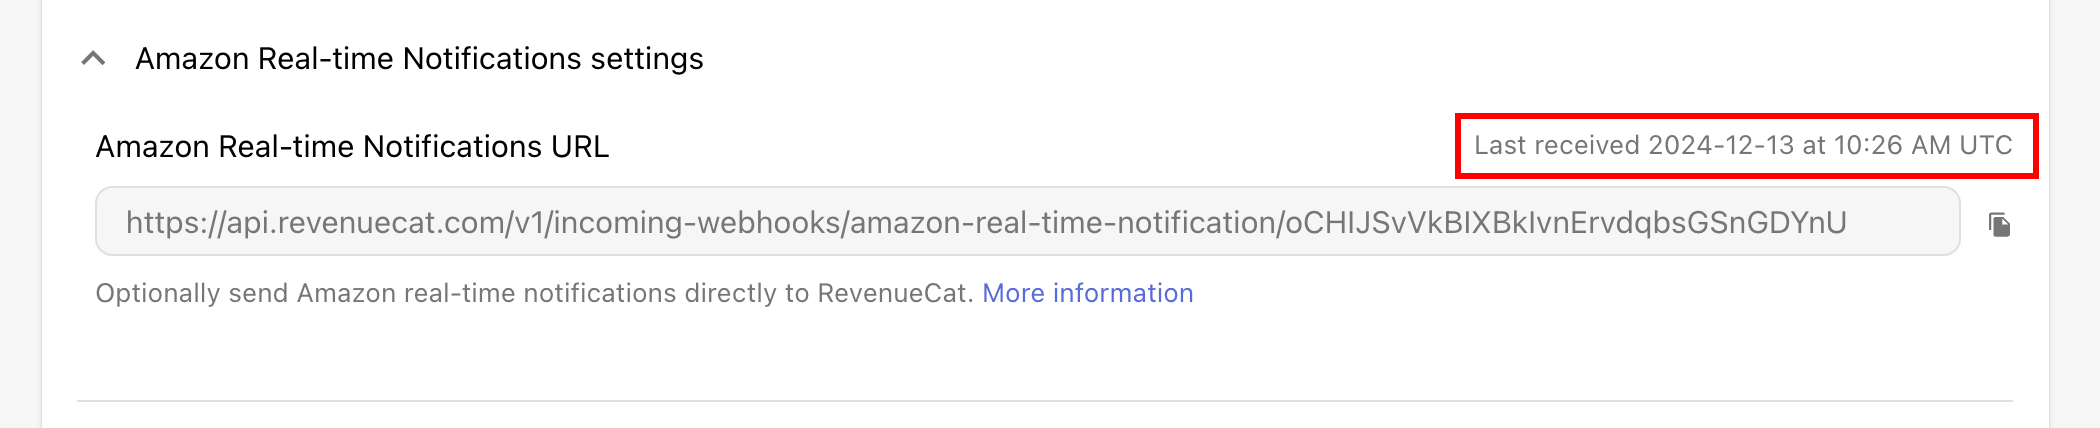 Amazon Real-time Notifications settings
Amazon Real-time Notifications URL
Last received 2024-12-13 at 10:26 AM UTC
https://api.revenuecat.com/v1/incoming-webhooks/amazon-real-time-notification/oCHIJSvVkBIXBkIvnErvdqbsGSnGDYnU
Optionally send Amazon real-time notifications directly to RevenueCat. More information